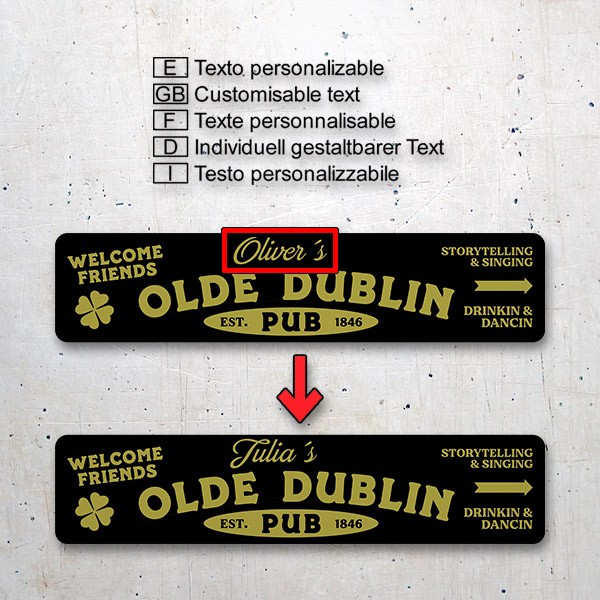 E Texto personalizable
GB Customisable text
F Texte personnalisable
D Individuell gestaltbarer Text
I Testo personalizzabile
WELCOME
FRIENDS
Oliver´s
OLDE DUBLIN
EST. PUB 1846
STORYTELLING
& SINGING
DRINKIN &
DANCIN
WELCOME
FRIENDS
Julia´s
OLDE DUBLIN
EST. PUB 1846
STORYTELLING
& SINGING
DRINKIN &
DANCIN